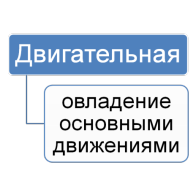 Двигательная
овладение
основными
движениями